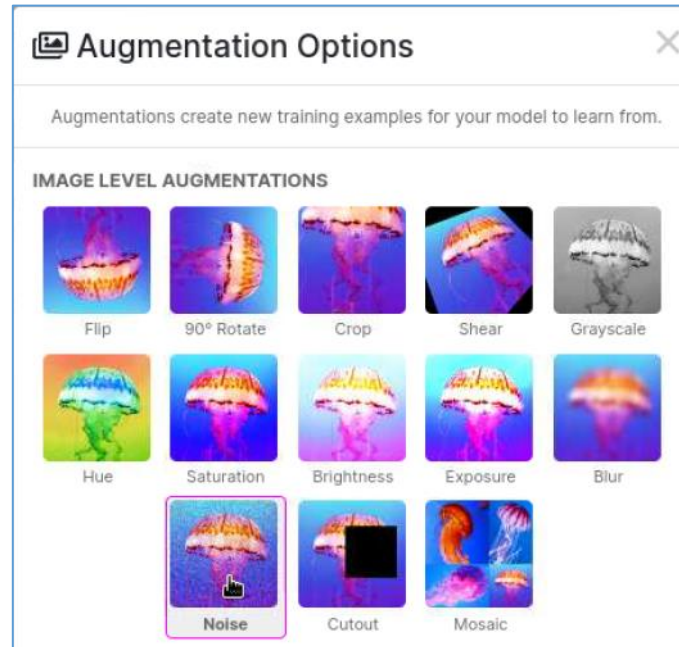 Augmentation Options
Augmentations create new training examples for your model to learn from.
IMAGE LEVEL AUGMENTATIONS
Flip
90° Rotate
Crop
Shear
Grayscale
Hue
Saturation
Brightness
Exposure
Blur
Noise
Cutout
Mosaic